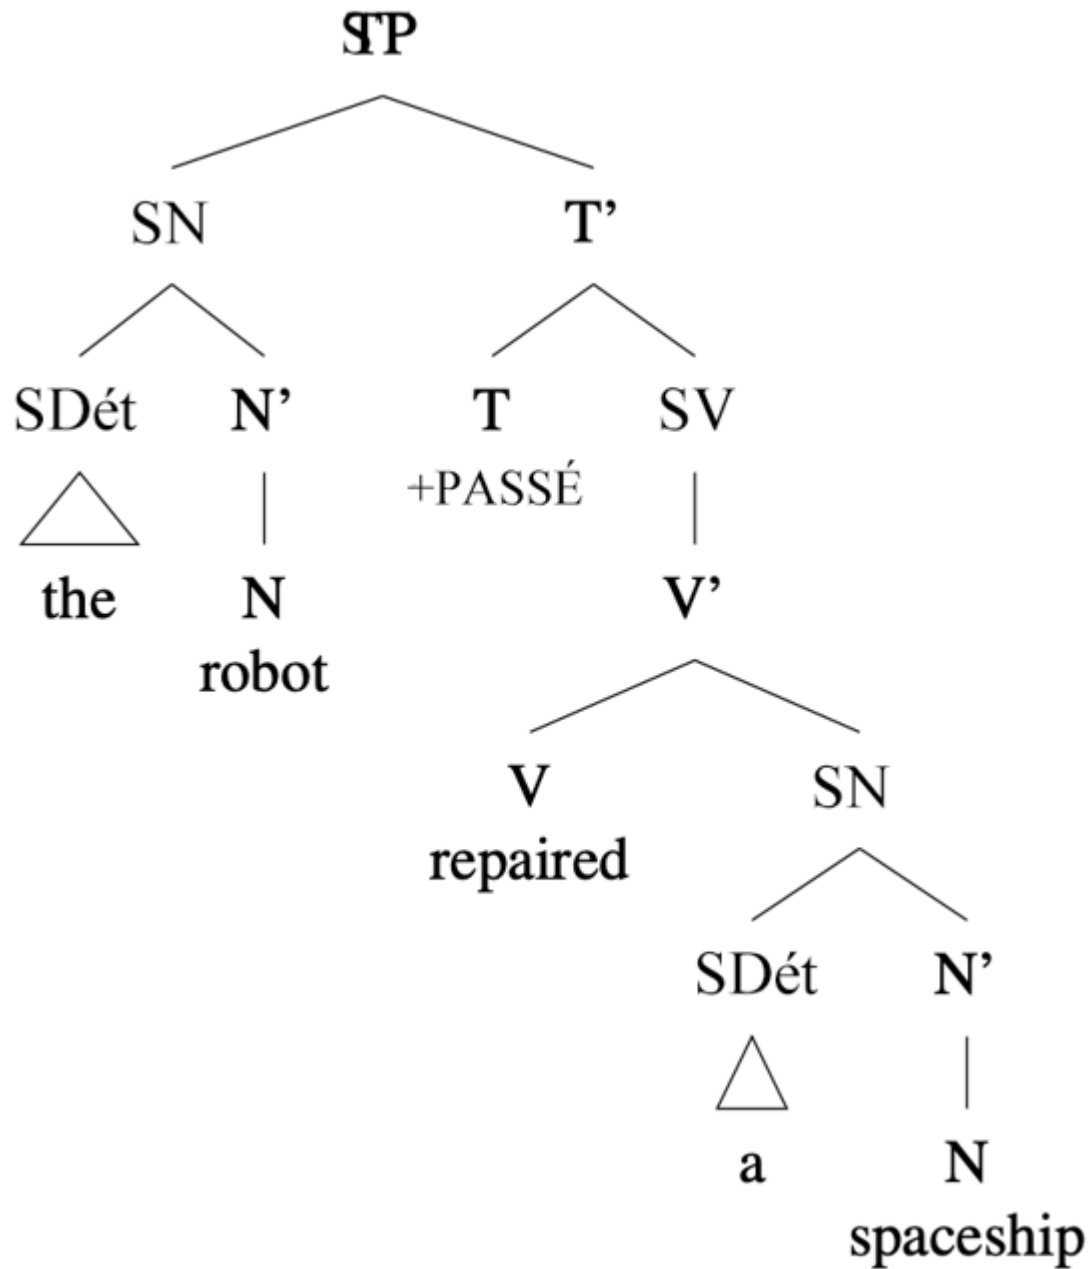 STP
SN T’
SDét N’ T SV
+PASSÉ
the N V’
robot
V SN
repaired
SDét N’
a N
spaceship